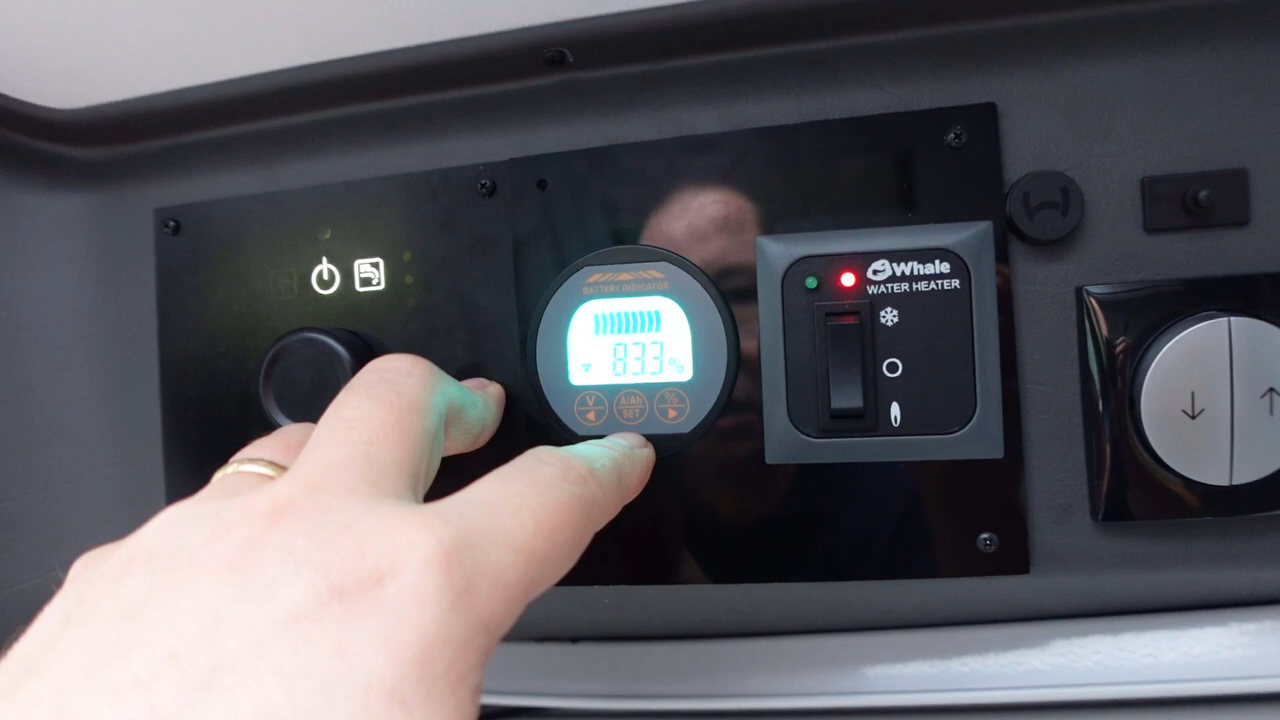 BATTERY INDICATOR
83.3%
V
A/Ah
SET
%
Whale
WATER HEATER